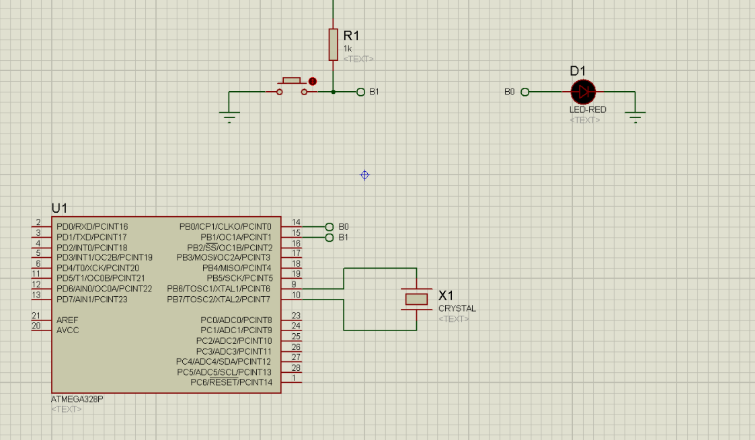 R1
1k
<TEXT>
B1
D1
B0
LED-RED
<TEXT>
U1
2 PD0/RXD/PCINT16
3 PD1/TXD/PCINT17
4 PD2/INT0/PCINT18
5 PD3/INT1/OC2B/PCINT19
6 PD4/T0/XCK/PCINT20
11 PD5/T1/OC0B/PCINT21
12 PD6/AIN0/OC0A/PCINT22
13 PD7/AIN1/PCINT23
21 AREF
20 AVCC
PB0/ICP1/CLKO/PCINT0 14 B0
PB1/OC1A/PCINT1 15 B1
PB2/SS/OC1B/PCINT2 16
PB3/MOSI/OC2A/PCINT3 17
PB4/MISO/PCINT4 18
PB5/SCK/PCINT5 19
PB6/TOSC1/XTAL1/PCINT6 9
PB7/TOSC2/XTAL2/PCINT7 10
PC0/ADC0/PCINT8 23
PC1/ADC1/PCINT9 24
PC2/ADC2/PCINT10 25
PC3/ADC3/PCINT11 26
PC4/ADC4/SDA/PCINT12 27
PC5/ADC5/SCL/PCINT13 28
PC6/RESET/PCINT14 1
X1
CRYSTAL
<TEXT>
ATMEGA328P
<TEXT>